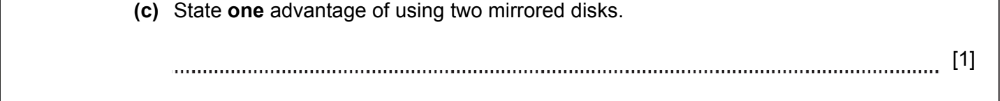 (c) State one advantage of using two mirrored disks.
[1]